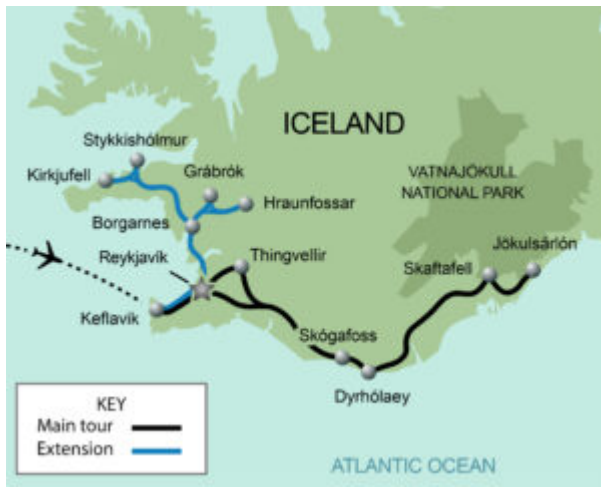 ICELAND
Stykkishólmur
Kirkjufell
Grábrók
Hraunfossar
VATNAJÖKULL
NATIONAL PARK
Borgarnes
Reykjavík
Thingvellir
Jökulsárlón
Skaftafell
Keflavík
Skógafoss
Dyrhólaey
KEY
Main tour
Extension
ATLANTIC OCEAN